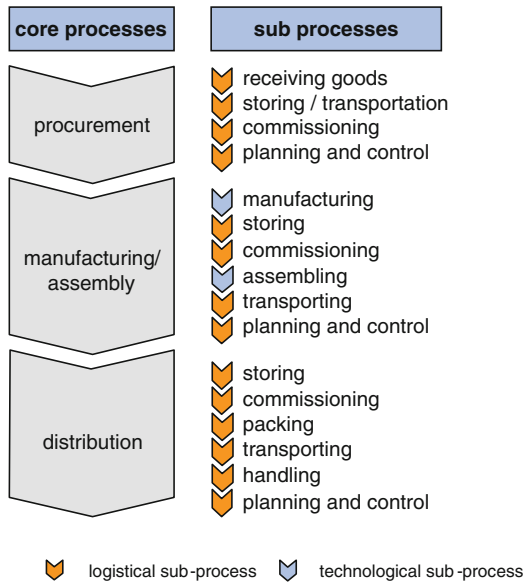 core processes
sub processes
procurement
receiving goods
storing / transportation
commissioning
planning and control
manufacturing/
assembly
manufacturing
storing
commissioning
assembling
transporting
planning and control
distribution
storing
commissioning
packing
transporting
handling
planning and control
logistical sub-process
technological sub-process